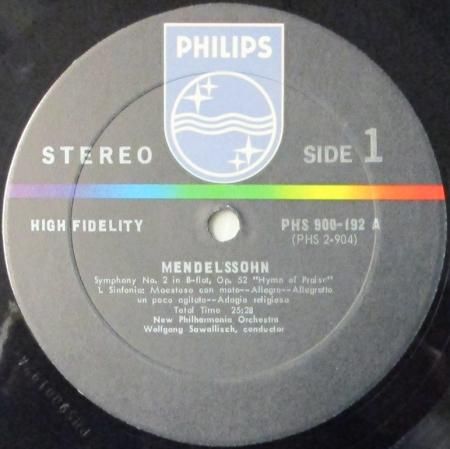 PHILIPS
STEREO
SIDE 1
HIGH FIDELITY
PHS 900-192 A
(PHS 2-904)
MENDELSSOHN
Symphony No. 2 in B-flat, Op. 52 "Hymn of Praise"
I. Sinfonia: Maestoso con moto--Allegro--Allegretto
un poco agitato--Adagio religioso
Total Time 25:28
New Philharmonia Orchestra
Wolfgang Sawallisch, conductor